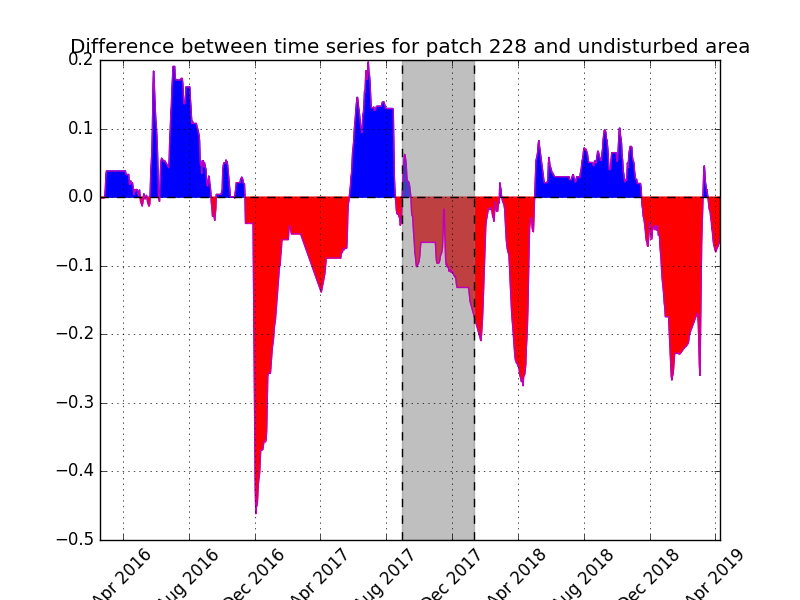 Difference between time series for patch 228 and undisturbed area
0.2
0.1
0.0
−0.1
−0.2
−0.3
−0.4
−0.5
Apr 2016
Aug 2016
Dec 2016
Apr 2017
Aug 2017
Dec 2017
Apr 2018
Aug 2018
Dec 2018
Apr 2019